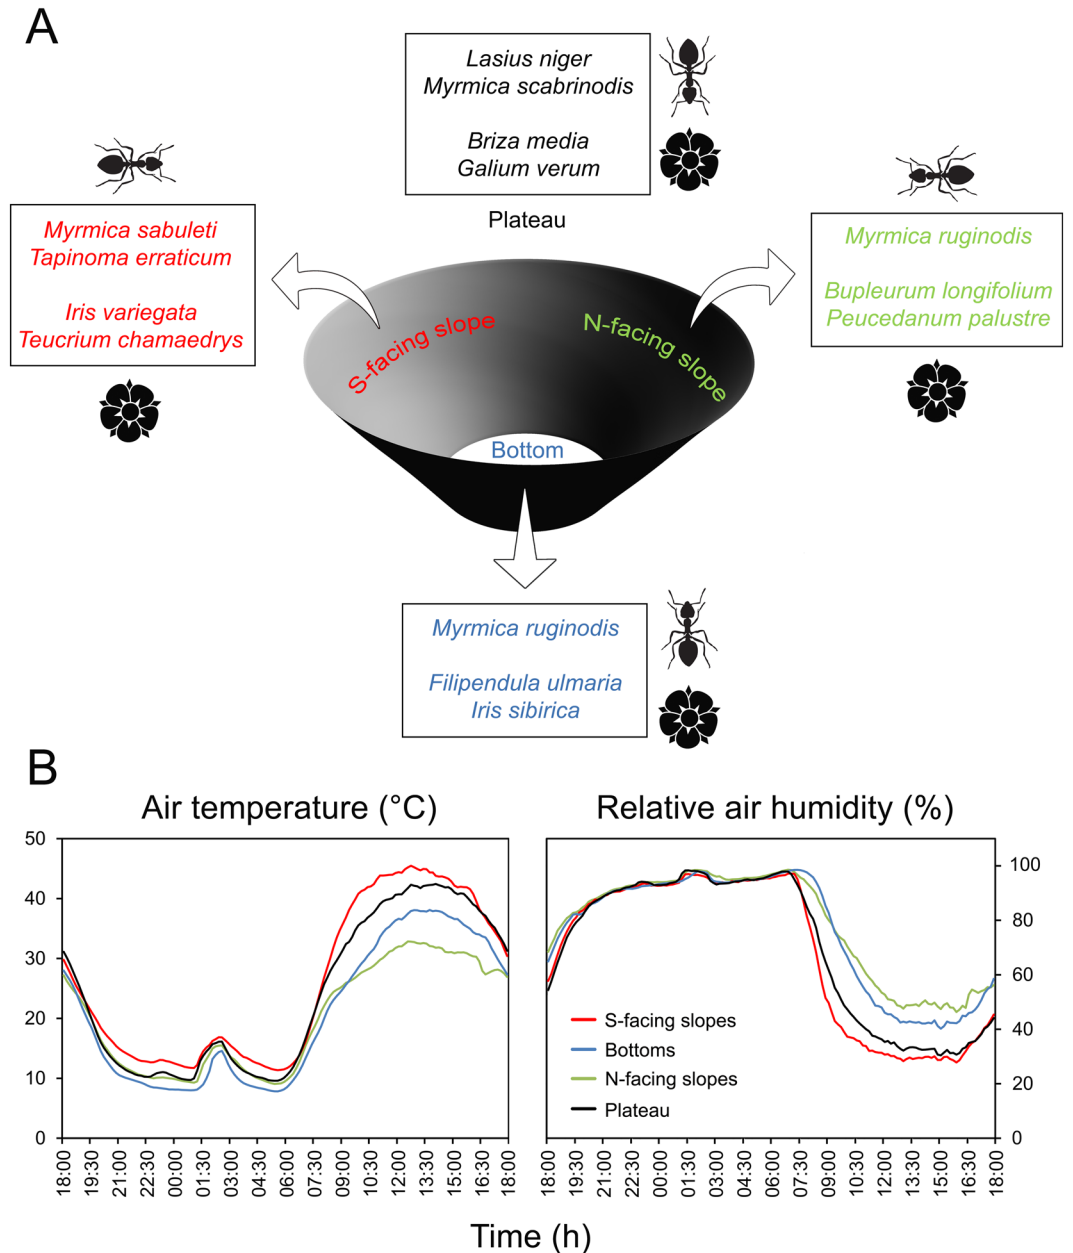 A
Lasius niger
Myrmica scabrinodis
Briza media
Galium verum
Plateau
Myrmica sabuleti
Tapinoma erraticum
Iris variegata
Teucrium chamaedrys
Myrmica ruginodis
Bupleurum longifolium
Peucedanum palustre
S-facing slope
N-facing slope
Bottom
Myrmica ruginodis
Filipendula ulmaria
Iris sibirica
B
Air temperature (°C)
50
40
30
20
10
0
18:00
19:30
21:00
22:30
00:00
01:30
03:00
04:30
06:00
07:30
09:00
10:30
12:00
13:30
15:00
16:30
18:00
Relative air humidity (%)
100
80
60
40
20
0
S-facing slopes
Bottoms
N-facing slopes
Plateau
18:00
19:30
21:00
22:30
00:00
01:30
03:00
04:30
06:00
07:30
09:00
10:30
12:00
13:30
15:00
16:30
18:00
Time (h)